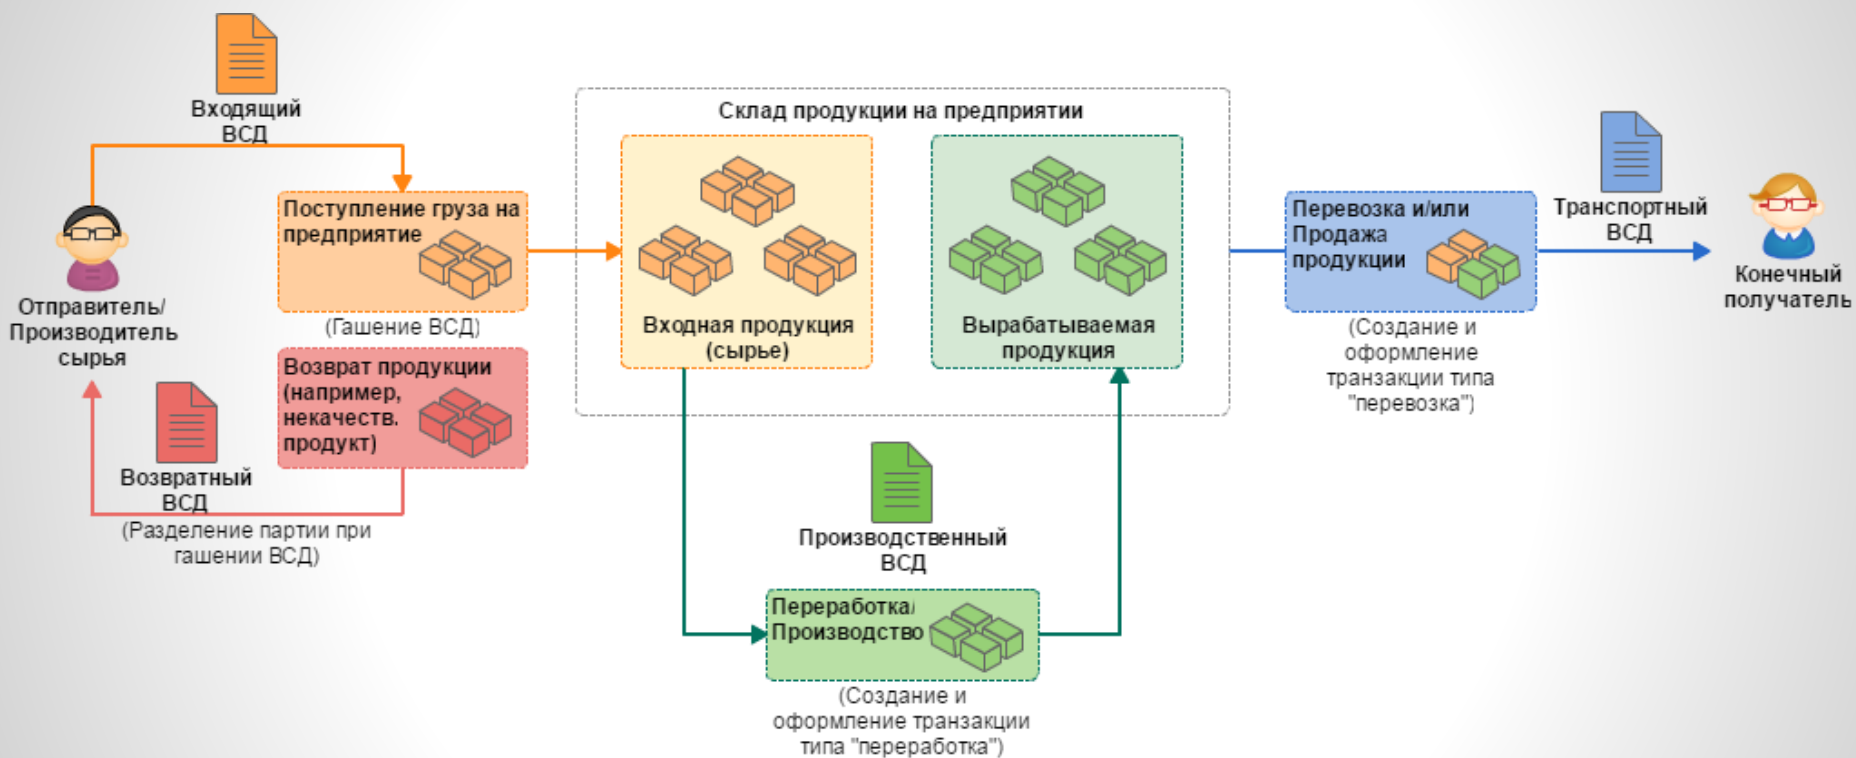 Входящий
ВСД
Отправитель/
Производитель
сырья
Поступление груза на
предприятие
(Гашение ВСД)
Возврат продукции
(например,
некачеств.
продукт)
Возвратный
ВСД
(Разделение партии при
гашении ВСД)
Склад продукции на предприятии
Входная продукция
(сырье)
Вырабатываемая
продукция
Производственный
ВСД
Переработка/
Производство
(Создание и
оформление транзакции
типа "переработка")
Перевозка и/или
Продажа
продукции
(Создание и
оформление
транзакции типа
"перевозка")
Транспортный
ВСД
Конечный
получатель